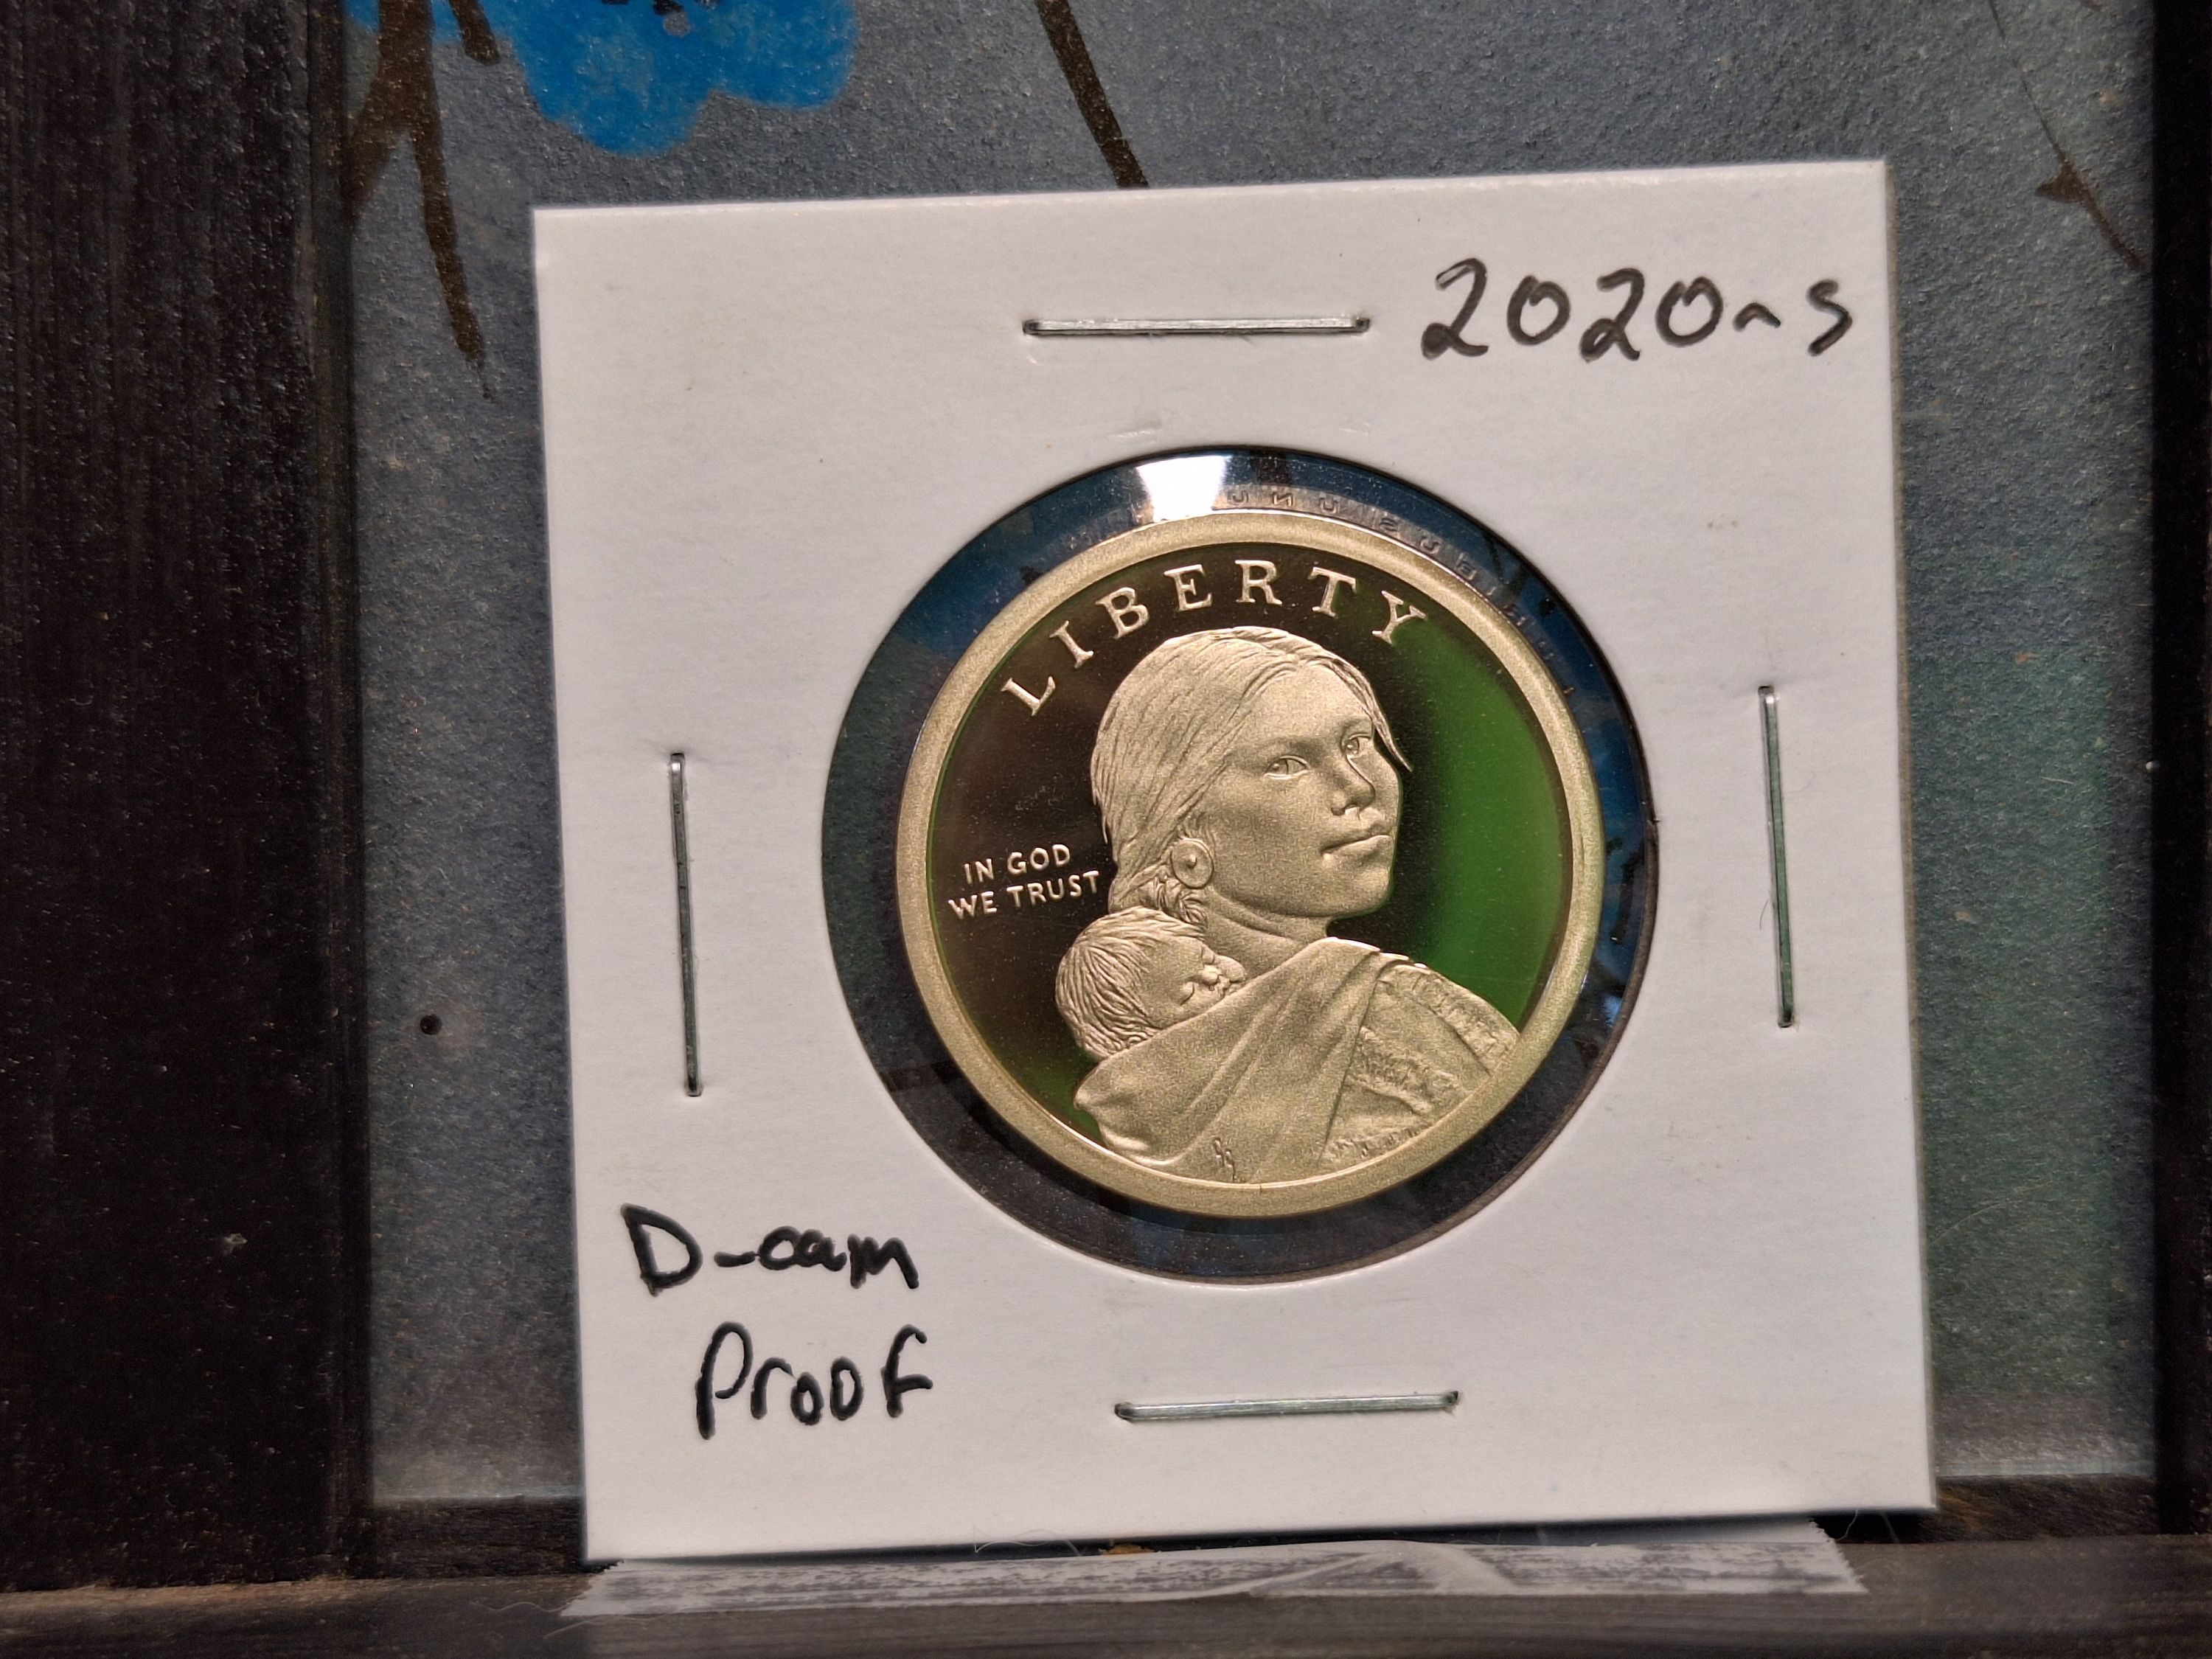 2020-S
LIBERTY
IN GOD
WE TRUST
D-cam
Proof